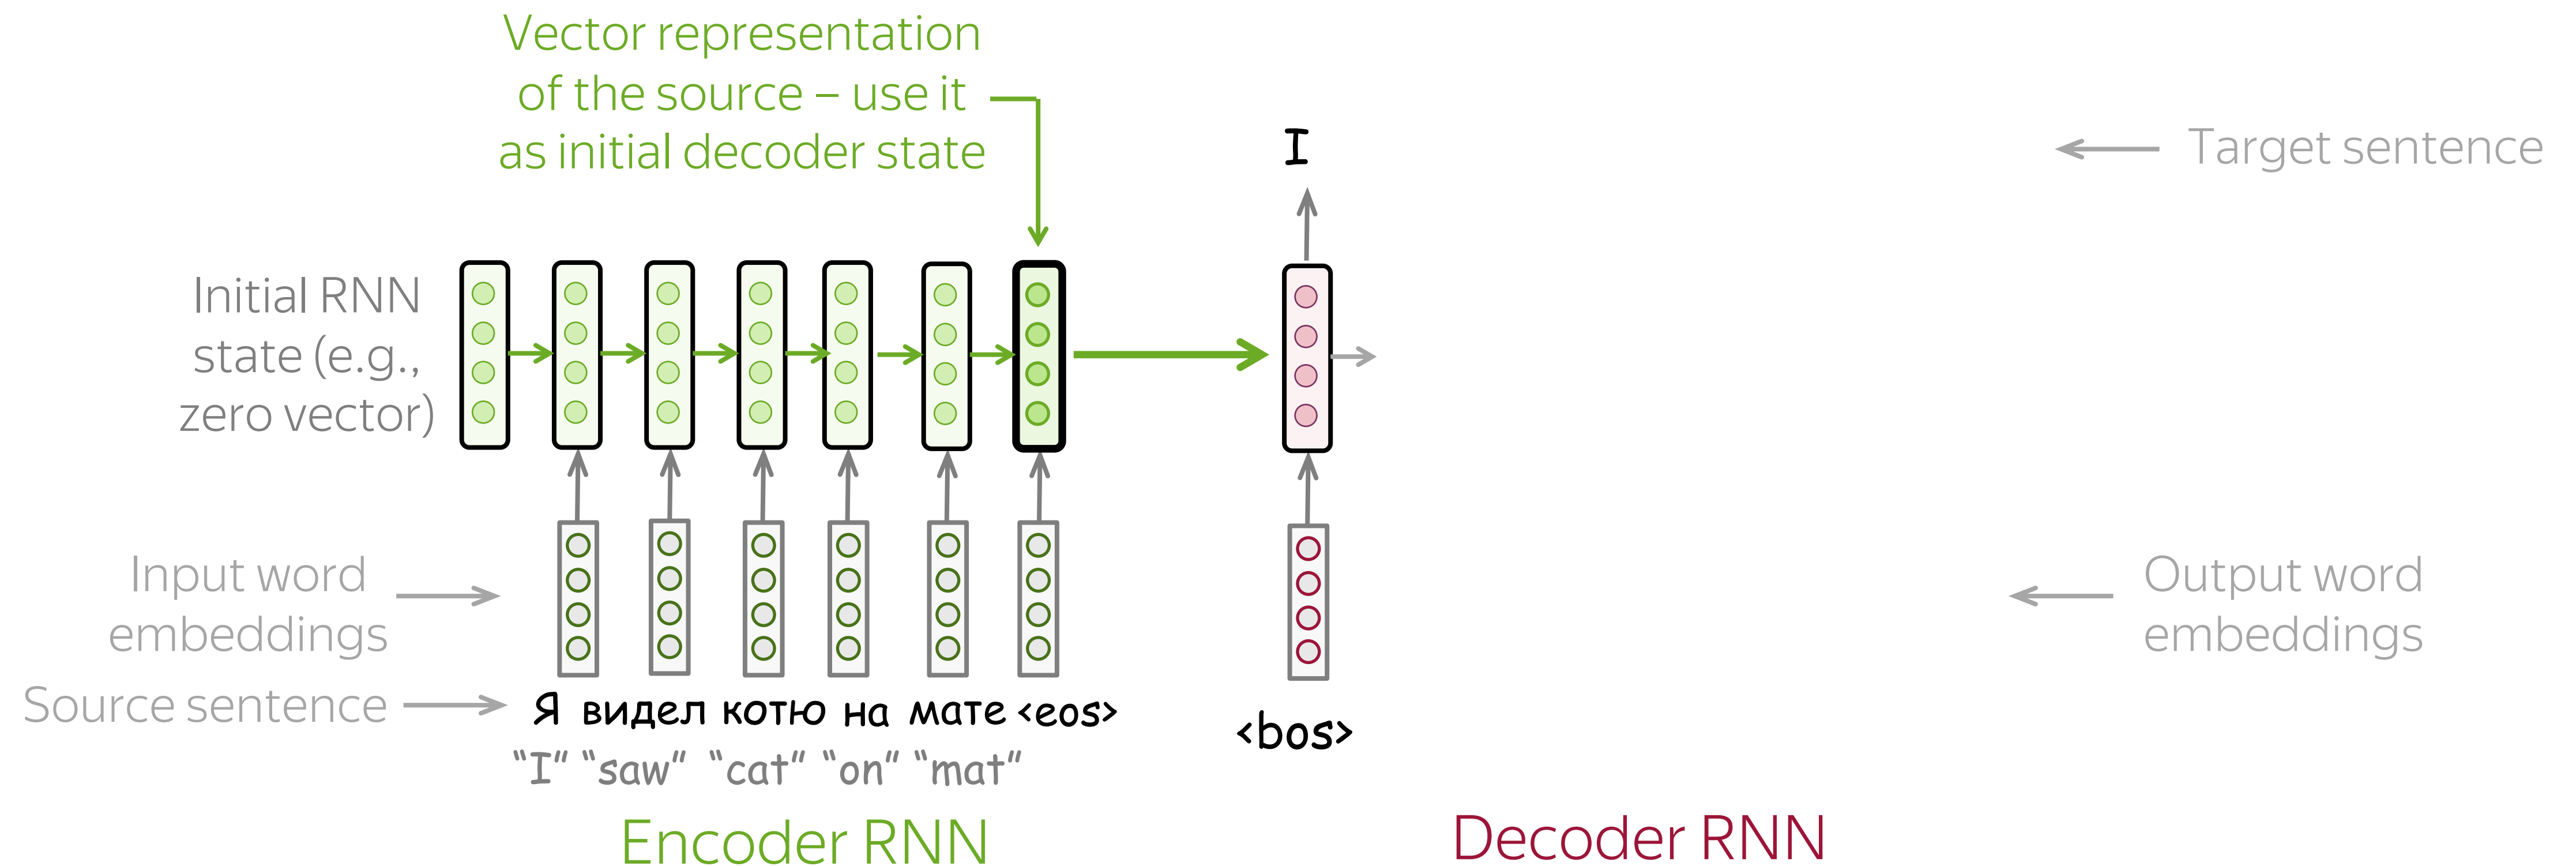 Vector representation
of the source – use it
as initial decoder state
I
Target sentence
Initial RNN
state (e.g.,
zero vector)
Input word
embeddings
Output word
embeddings
Source sentence
Я видел котю на мате <eos>
<bos>
“I” “saw” “cat” “on” “mat”
Encoder RNN
Decoder RNN